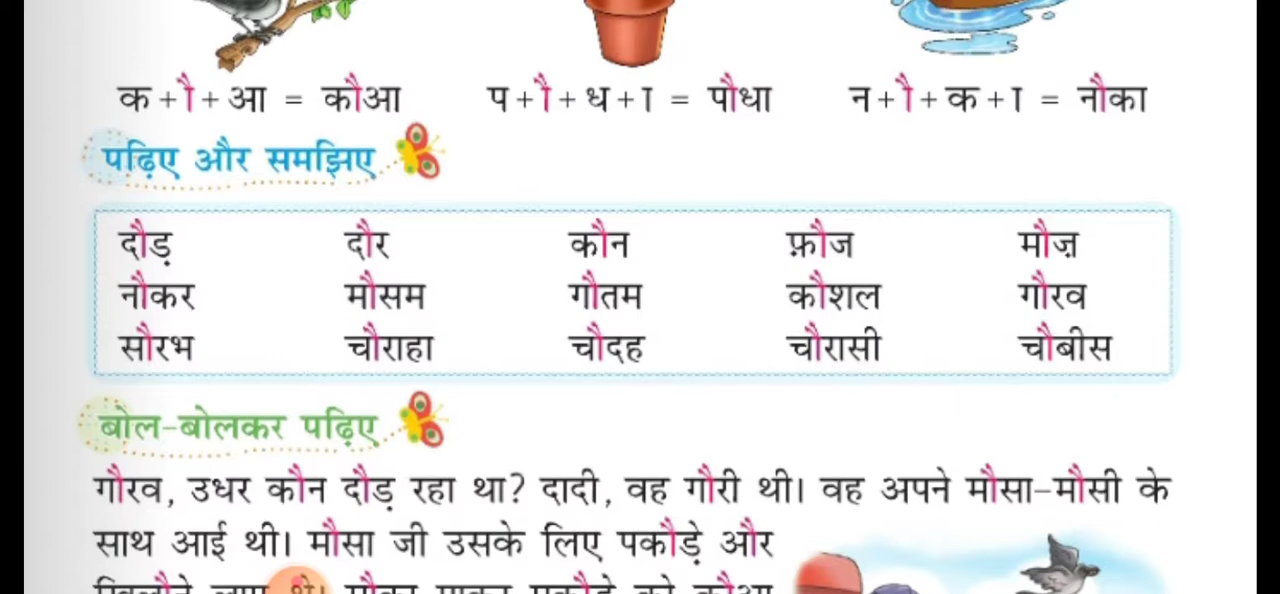 क + ौ + आ = कौआ प + ौ + ध + ा = पौधा न + ौ + क + ा = नौका
पढ़िए और समझिए
दौड़ दौर कौन फ़ौज मौज़
नौकर मौसम गौतम कौशल गौरव
सौरभ चौराहा चौदह चौरासी चौबीस
बोल-बोलकर पढ़िए
गौरव, उधर कौन दौड़ रहा था? दादी, वह गौरी थी। वह अपने मौसा-मौसी के
साथ आई थी। मौसा जी उसके लिए पकौड़े और